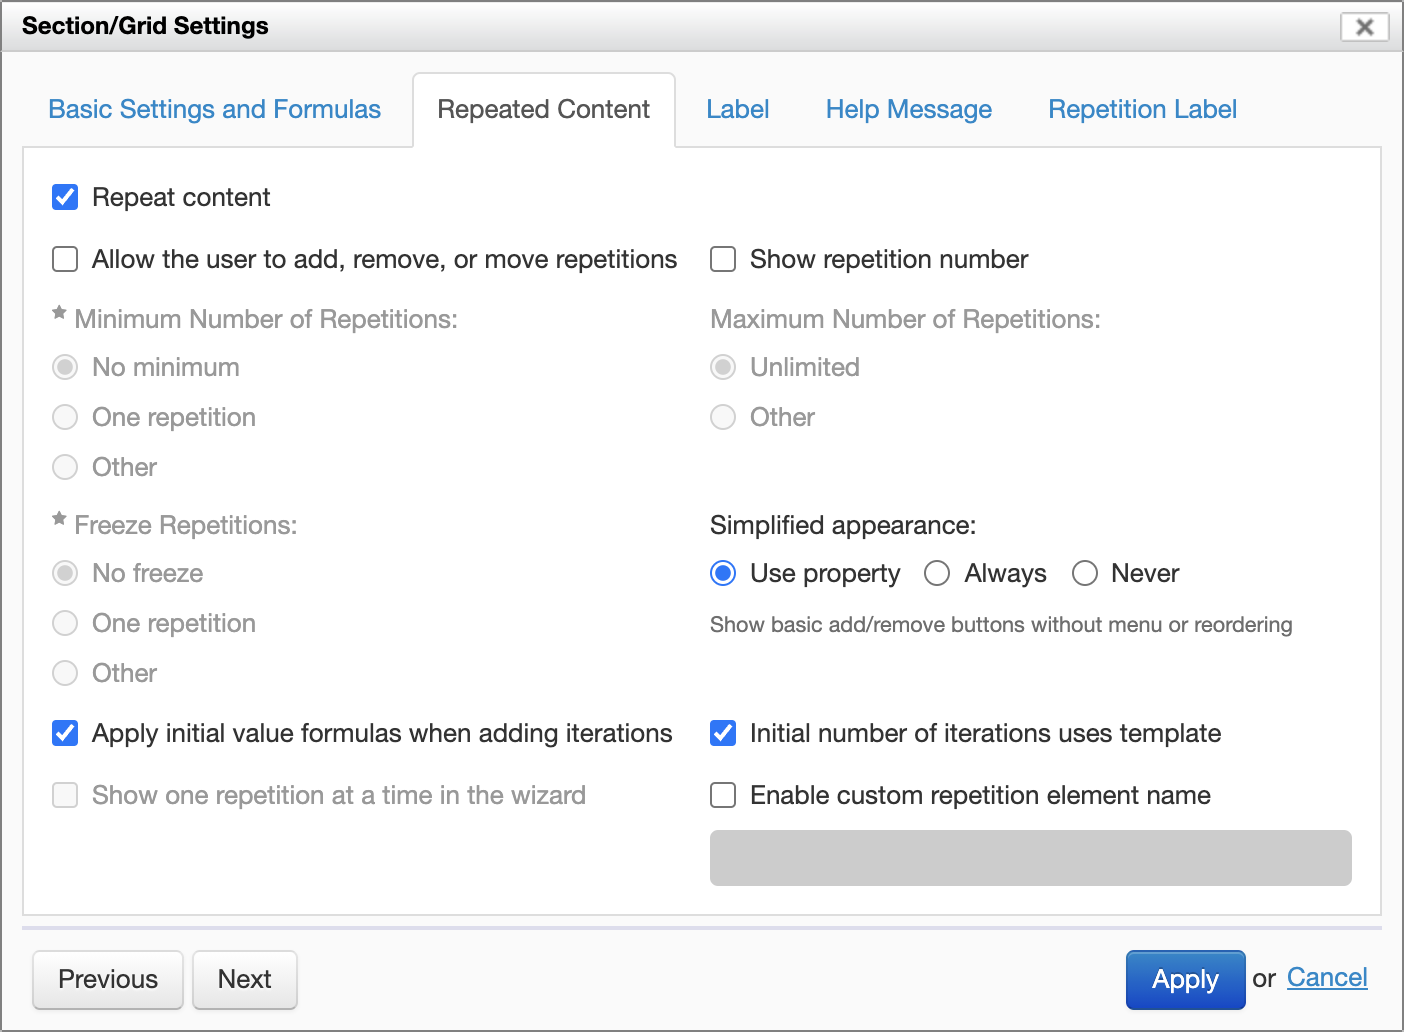 Section/Grid Settings
Basic Settings and Formulas Repeated Content Label Help Message Repetition Label
Repeat content
Allow the user to add, remove, or move repetitions Show repetition number
* Minimum Number of Repetitions: Maximum Number of Repetitions:
No minimum Unlimited
One repetition Other
Other
* Freeze Repetitions: Simplified appearance:
No freeze Use property Always Never
One repetition Show basic add/remove buttons without menu or reordering
Other
Apply initial value formulas when adding iterations Initial number of iterations uses template
Show one repetition at a time in the wizard Enable custom repetition element name
Previous Next Apply or Cancel